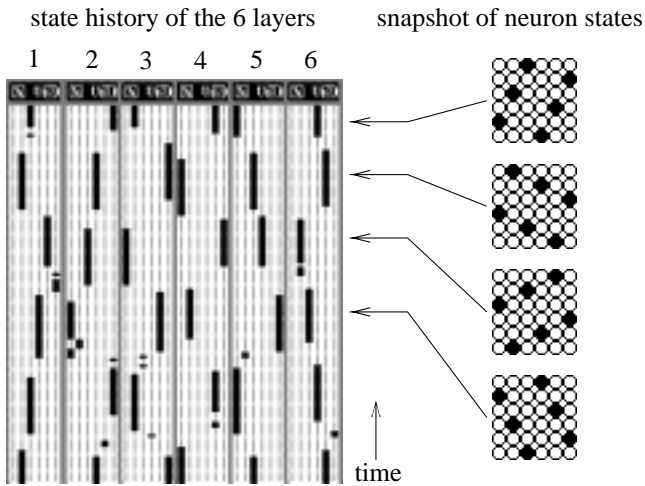 state history of the 6 layers
snapshot of neuron states
1 2 3 4 5 6
time